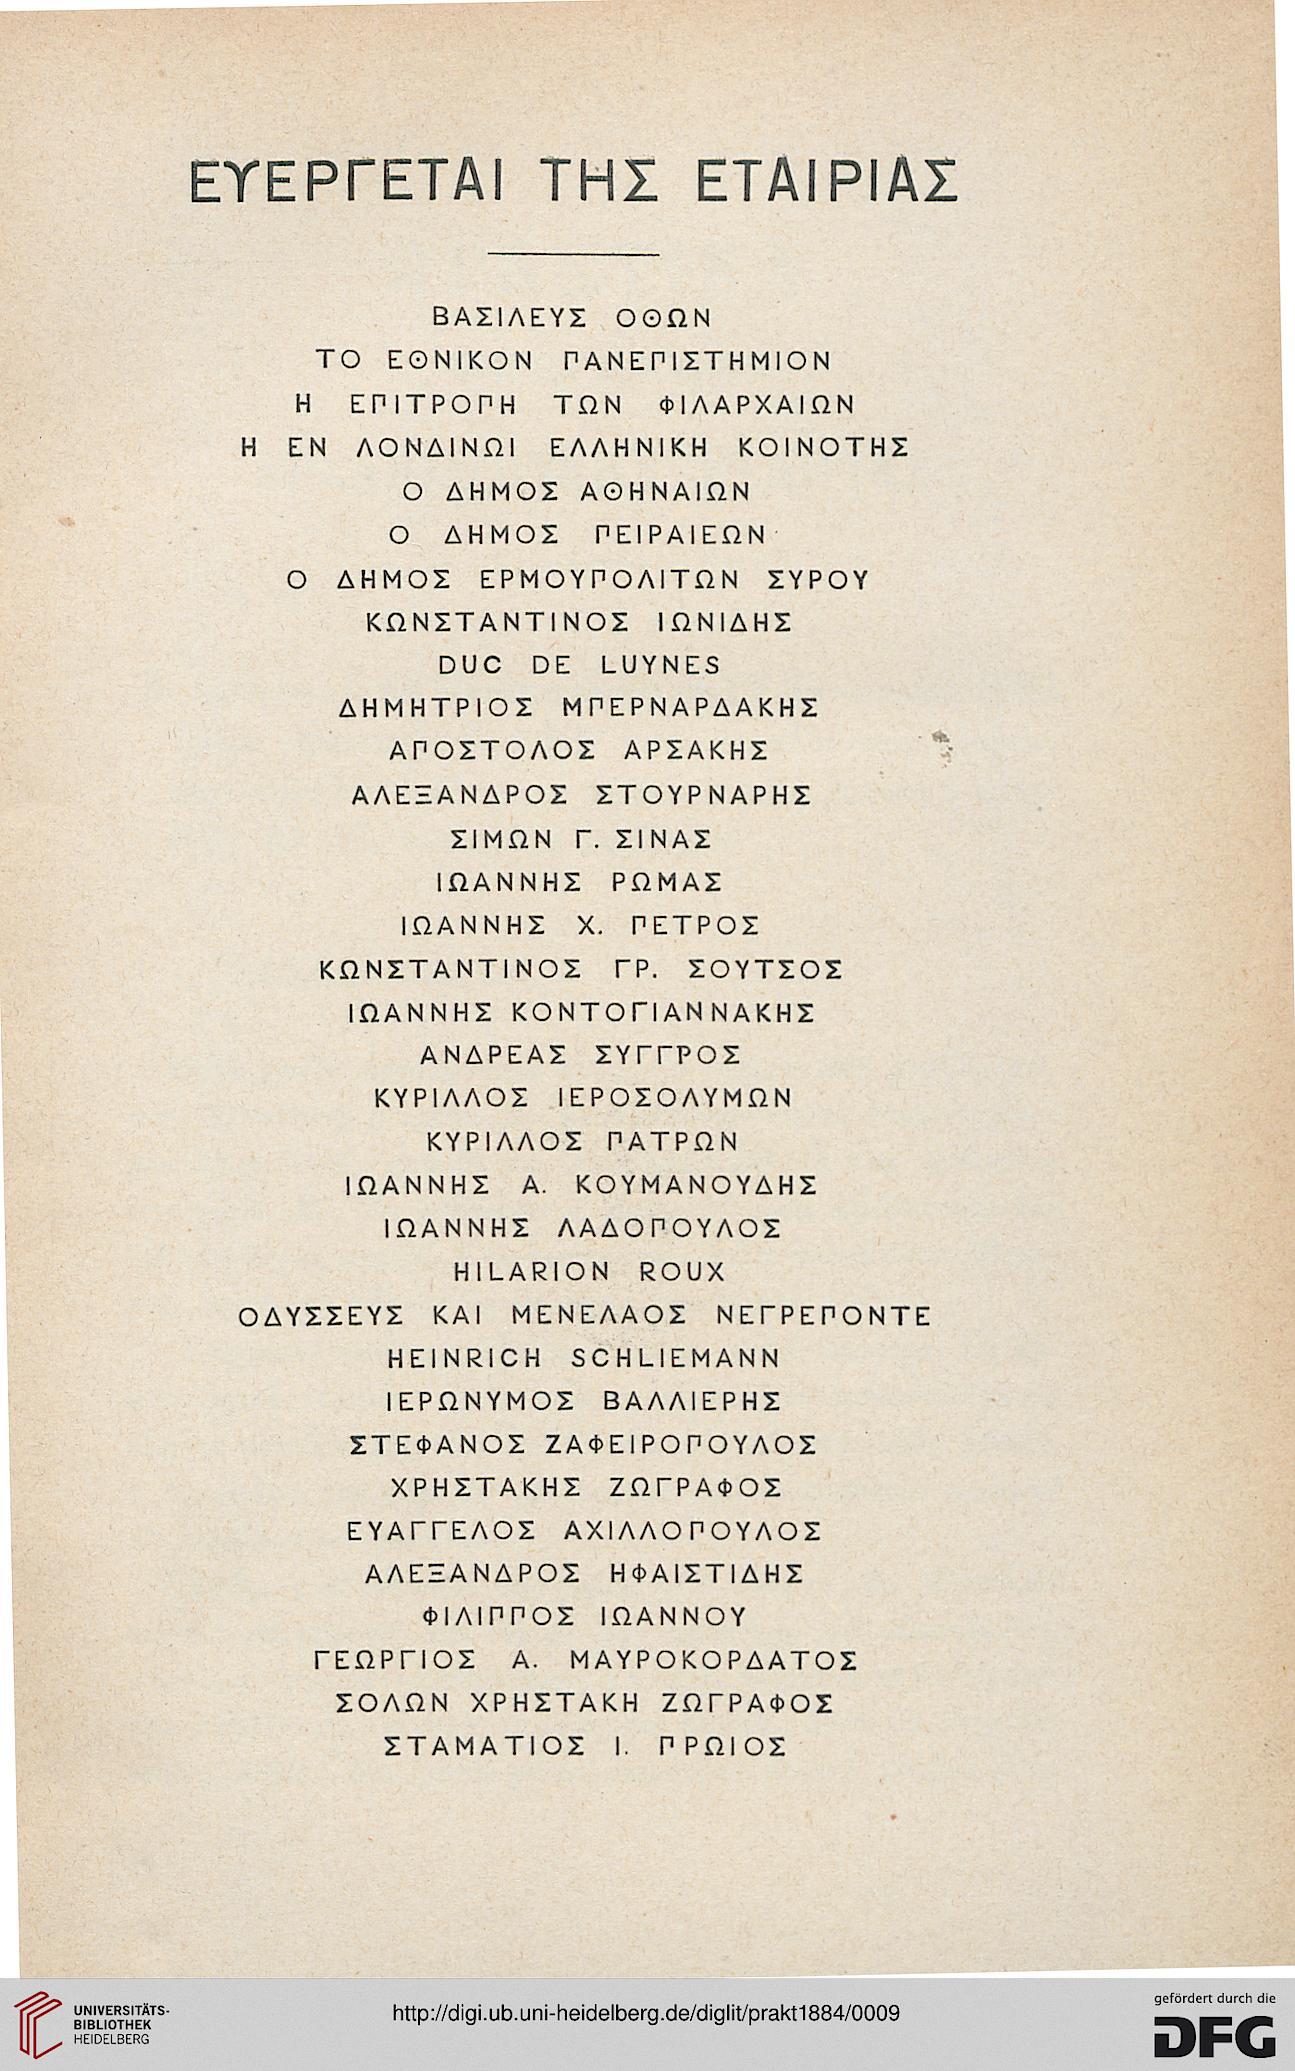 ΕΥΕΡΓΕΤΑΙ ΤΗΣ ΕΤΑΙΡΙΑΣ
ΒΑΣΙΛΕΥΣ ΟΘΩΝ
ΤΟ ΕΘΝΙΚΟΝ ΠΑΝΕΠΙΣΤΗΜΙΟΝ
Η ΕΠΙΤΡΟΠΗ ΤΩΝ ΦΙΛΑΡΧΑΙΩΝ
Η ΕΝ ΛΟΝΔΙΝΩΙ ΕΛΛΗΝΙΚΗ ΚΟΙΝΟΤΗΣ
Ο ΔΗΜΟΣ ΑΘΗΝΑΙΩΝ
Ο ΔΗΜΟΣ ΠΕΙΡΑΙΕΩΝ
Ο ΔΗΜΟΣ ΕΡΜΟΥΠΟΛΙΤΩΝ ΣΥΡΟΥ
ΚΩΝΣΤΑΝΤΙΝΟΣ ΙΩΝΙΔΗΣ
DUC DE LUYNES
ΔΗΜΗΤΡΙΟΣ ΜΠΕΡΝΑΡΔΑΚΗΣ
ΑΠΟΣΤΟΛΟΣ ΑΡΣΑΚΗΣ
ΑΛΕΞΑΝΔΡΟΣ ΣΤΟΥΡΝΑΡΗΣ
ΣΙΜΩΝ Γ. ΣΙΝΑΣ
ΙΩΑΝΝΗΣ ΡΩΜΑΣ
ΙΩΑΝΝΗΣ Χ. ΠΕΤΡΟΣ
ΚΩΝΣΤΑΝΤΙΝΟΣ ΓΡ. ΣΟΥΤΣΟΣ
ΙΩΑΝΝΗΣ ΚΟΝΤΟΓΙΑΝΝΑΚΗΣ
ΑΝΔΡΕΑΣ ΣΥΓΓΡΟΣ
ΚΥΡΙΛΛΟΣ ΙΕΡΟΣΟΛΥΜΩΝ
ΚΥΡΙΛΛΟΣ ΠΑΤΡΩΝ
ΙΩΑΝΝΗΣ Α. ΚΟΥΜΑΝΟΥΔΗΣ
ΙΩΑΝΝΗΣ ΛΑΔΟΠΟΥΛΟΣ
HILARION ROUX
ΟΔΥΣΣΕΥΣ ΚΑΙ ΜΕΝΕΛΑΟΣ ΝΕΓΡΕΠΟΝΤΕ
HEINRICH SCHLIEMANN
ΙΕΡΩΝΥΜΟΣ ΒΑΛΛΙΕΡΗΣ
ΣΤΕΦΑΝΟΣ ΖΑΦΕΙΡΟΠΟΥΛΟΣ
ΧΡΗΣΤΑΚΗΣ ΖΩΓΡΑΦΟΣ
ΕΥΑΓΓΕΛΟΣ ΑΧΙΛΛΟΠΟΥΛΟΣ
ΑΛΕΞΑΝΔΡΟΣ ΗΦΑΙΣΤΙΔΗΣ
ΦΙΛΙΠΠΟΣ ΙΩΑΝΝΟΥ
ΓΕΩΡΓΙΟΣ Α. ΜΑΥΡΟΚΟΡΔΑΤΟΣ
ΣΟΛΩΝ ΧΡΗΣΤΑΚΗ ΖΩΓΡΑΦΟΣ
ΣΤΑΜΑΤΙΟΣ Ι. ΠΡΩΙΟΣ
UNIVERSITÄTS-
BIBLIOTHEK
HEIDELBERG
http://digi.ub.uni-heidelberg.de/diglit/prakt1884/0009
gefördert durch die
DFG